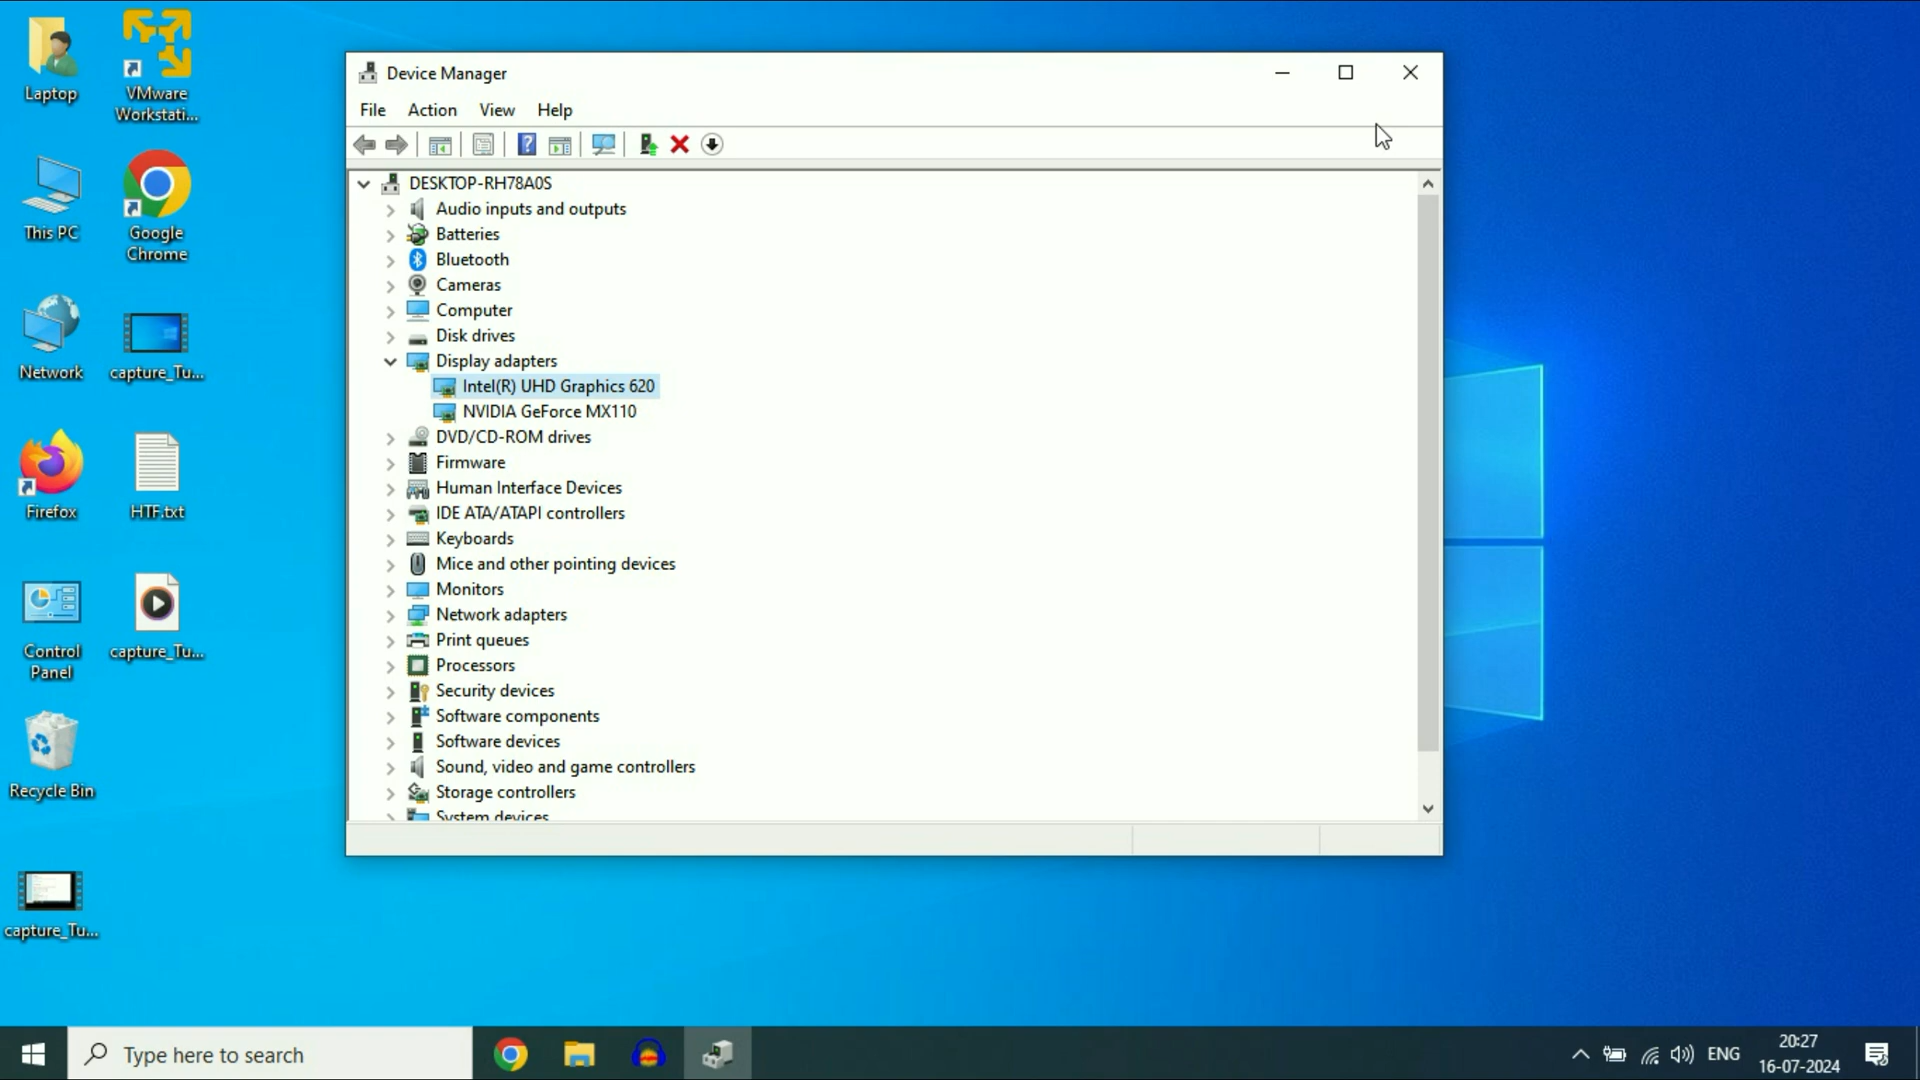 Laptop
VMware
Workstati...
This PC
Google
Chrome
Network
capture_Tu...
Firefox
HTF.txt
Control
Panel
capture_Tu...
Recycle Bin
capture_Tu...
Device Manager
File Action View Help
DESKTOP-RH78A0S
Audio inputs and outputs
Batteries
Bluetooth
Cameras
Computer
Disk drives
Display adapters
Intel(R) UHD Graphics 620
NVIDIA GeForce MX110
DVD/CD-ROM drives
Firmware
Human Interface Devices
IDE ATA/ATAPI controllers
Keyboards
Mice and other pointing devices
Monitors
Network adapters
Print queues
Processors
Security devices
Software components
Software devices
Sound, video and game controllers
Storage controllers
System devices
Type here to search
ENG
20:27
16-07-2024